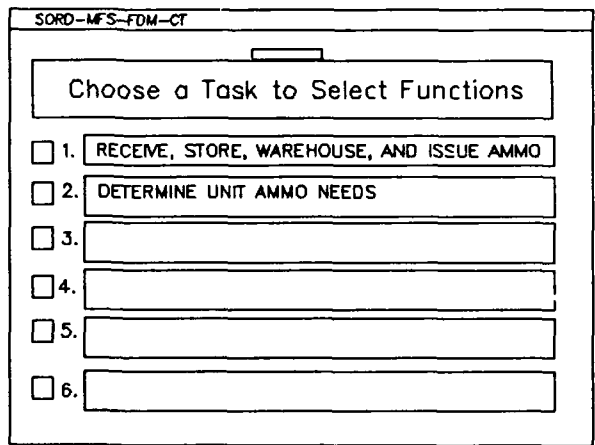 SORD-MFS-FDM-CT
Choose a Task to Select Functions
1. RECEIVE, STORE, WAREHOUSE, AND ISSUE AMMO
2. DETERMINE UNIT AMMO NEEDS
3.
4.
5.
6.